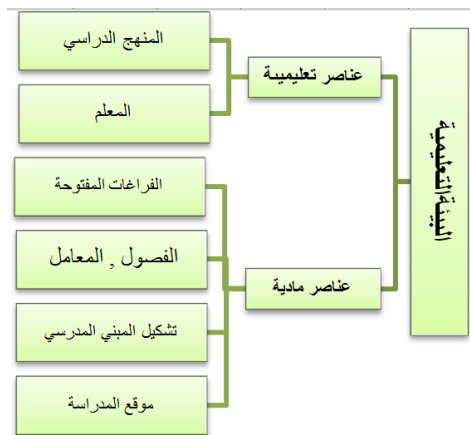 البيئة التعليمية
عناصر تعليمية
المنهج الدراسي
المعلم
عناصر مادية
الفراغات المفتوحة
الفصول , المعامل
تشكيل المبني المدرسي
موقع المدراسة